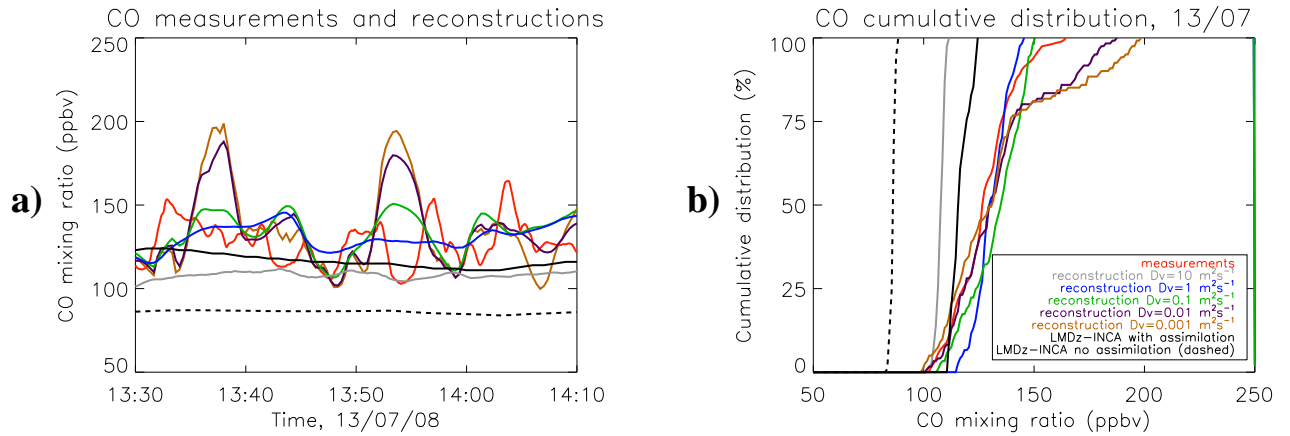 CO measurements and reconstructions
a)
CO mixing ratio (ppbv)
250
200
150
100
50
13:30 13:40 13:50 14:00 14:10
Time, 13/07/08
CO cumulative distribution, 13/07
b)
Cumulative distribution (%)
100
75
50
25
0
measurements
reconstruction Dv=10 m²s⁻¹
reconstruction Dv=1 m²s⁻¹
reconstruction Dv=0.1 m²s⁻¹
reconstruction Dv=0.01 m²s⁻¹
reconstruction Dv=0.001 m²s⁻¹
LMDz-INCA with assimilation
LMDz-INCA no assimilation (dashed)
50 100 150 200 250
CO mixing ratio (ppbv)